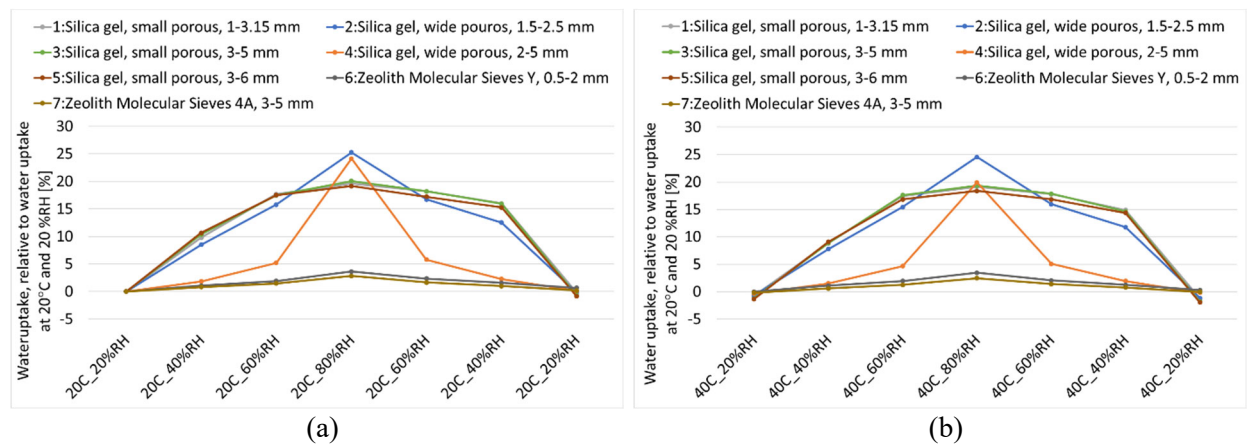 1:Silica gel, small porous, 1-3.15 mm
2:Silica gel, wide pouros, 1.5-2.5 mm
3:Silica gel, small porous, 3-5 mm
4:Silica gel, wide porous, 2-5 mm
5:Silica gel, small porous, 3-6 mm
6:Zeolith Molecular Sieves Y, 0.5-2 mm
7:Zeolith Molecular Sieves 4A, 3-5 mm
Wateruptake, relative to water uptake
at 20°C and 20 %RH [%]
30
25
20
15
10
5
0
-5
20C_20%RH
20C_40%RH
20C_60%RH
20C_80%RH
20C_60%RH
20C_40%RH
20C_20%RH
(a)
1:Silica gel, small porous, 1-3.15 mm
2:Silica gel, wide pouros, 1.5-2.5 mm
3:Silica gel, small porous, 3-5 mm
4:Silica gel, wide porous, 2-5 mm
5:Silica gel, small porous, 3-6 mm
6:Zeolith Molecular Sieves Y, 0.5-2 mm
7:Zeolith Molecular Sieves 4A, 3-5 mm
Water uptake, relative to water uptake
at 20°C and 20 %RH [%]
30
25
20
15
10
5
0
-5
40C_20%RH
40C_40%RH
40C_60%RH
40C_80%RH
40C_60%RH
40C_40%RH
40C_20%RH
(b)